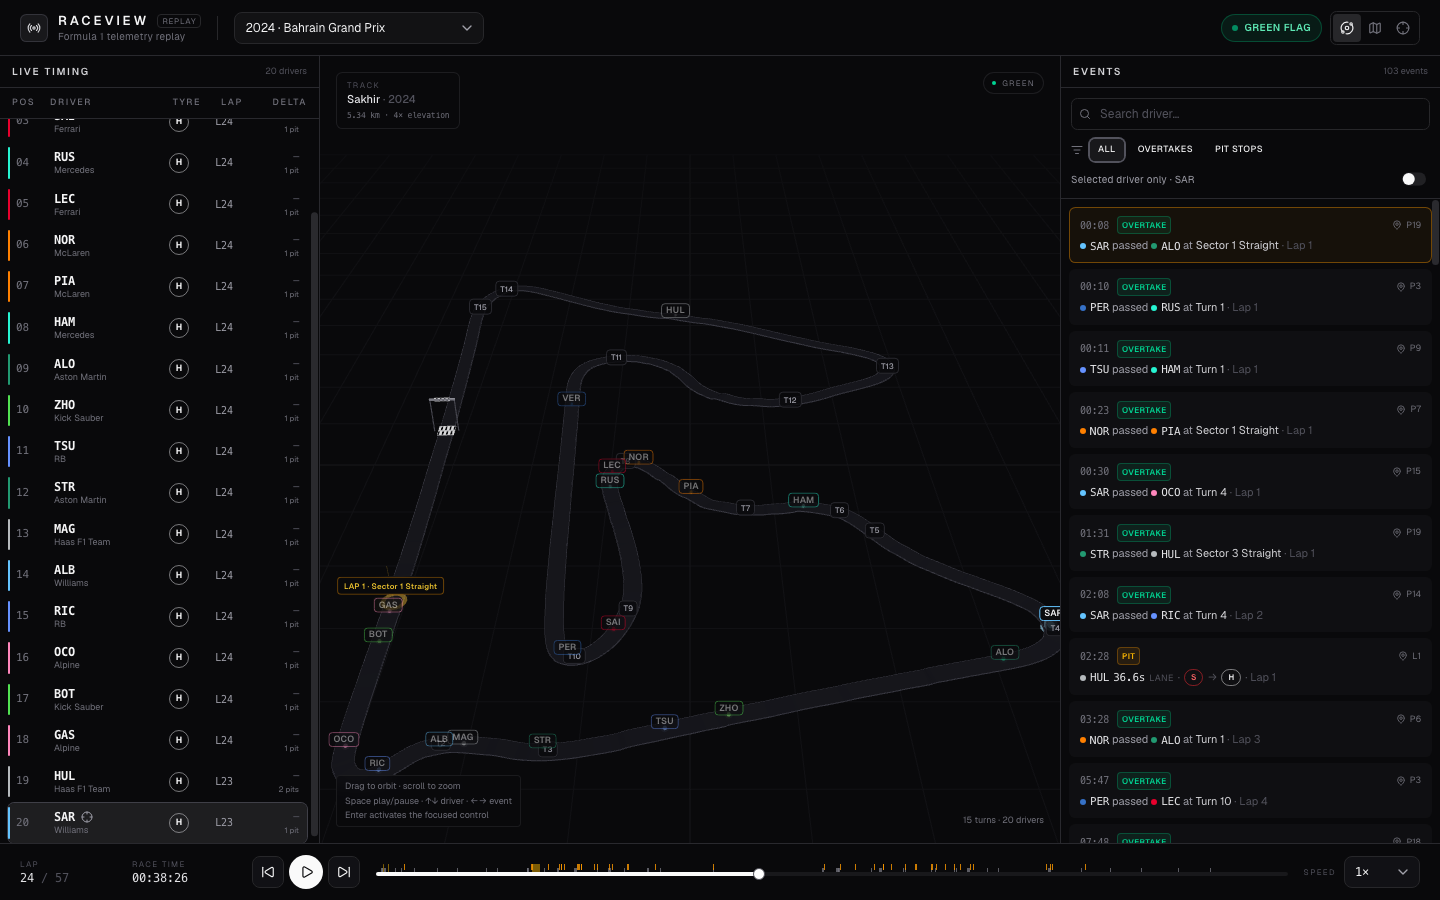 RACEVIEW REPLAY
Formula 1 telemetry replay
2024 · Bahrain Grand Prix
GREEN FLAG
LIVE TIMING 20 drivers
POS DRIVER TYRE LAP DELTA
03 H L24 —
Ferrari 1 pit
04 RUS H L24 —
Mercedes 1 pit
05 LEC H L24 —
Ferrari 1 pit
06 NOR H L24 —
McLaren 1 pit
07 PIA H L24 —
McLaren 1 pit
08 HAM H L24 —
Mercedes 1 pit
09 ALO H L24 —
Aston Martin 1 pit
10 ZHO H L24 —
Kick Sauber 1 pit
11 TSU H L24 —
RB 1 pit
12 STR H L24 —
Aston Martin 1 pit
13 MAG H L24 —
Haas F1 Team 1 pit
14 ALB H L24 —
Williams 1 pit
15 RIC H L24 —
RB 1 pit
16 OCO H L24 —
Alpine 1 pit
17 BOT H L24 —
Kick Sauber 1 pit
18 GAS H L24 —
Alpine 1 pit
19 HUL H L23 —
Haas F1 Team 2 pits
20 SAR H L23 —
Williams 1 pit
TRACK
Sakhir · 2024
5.34 km · 4× elevation
GREEN
T14
T15
HUL
T11
T13
VER
T12
NOR
LEC
RUS
PIA
HAM
T7
T6
T5
LAP 1 · Sector 1 Straight
GAS
T9
SAR
SAI
T4
BOT
PER
T10
ALO
ZHO
TSU
OCO
ALB
MAG
STR
T3
RIC
Drag to orbit · scroll to zoom
Space play/pause · ↑↓ driver · ←→ event
Enter activates the focused control
15 turns · 20 drivers
EVENTS 103 events
Search driver...
ALL OVERTAKES PIT STOPS
Selected driver only · SAR
00:08 OVERTAKE P19
SAR passed ALO at Sector 1 Straight · Lap 1
00:10 OVERTAKE P3
PER passed RUS at Turn 1 · Lap 1
00:11 OVERTAKE P9
TSU passed HAM at Turn 1 · Lap 1
00:23 OVERTAKE P7
NOR passed PIA at Sector 1 Straight · Lap 1
00:30 OVERTAKE P15
SAR passed OCO at Turn 4 · Lap 1
01:31 OVERTAKE P19
STR passed HUL at Sector 3 Straight · Lap 1
02:08 OVERTAKE P14
SAR passed RIC at Turn 4 · Lap 2
02:28 PIT L1
HUL 36.6s LANE · S → H · Lap 1
03:28 OVERTAKE P6
NOR passed ALO at Turn 1 · Lap 3
05:47 OVERTAKE P3
PER passed LEC at Turn 10 · Lap 4
07:48 OVERTAKE P18
LAP
24 / 57
RACE TIME
00:38:26
SPEED 1×